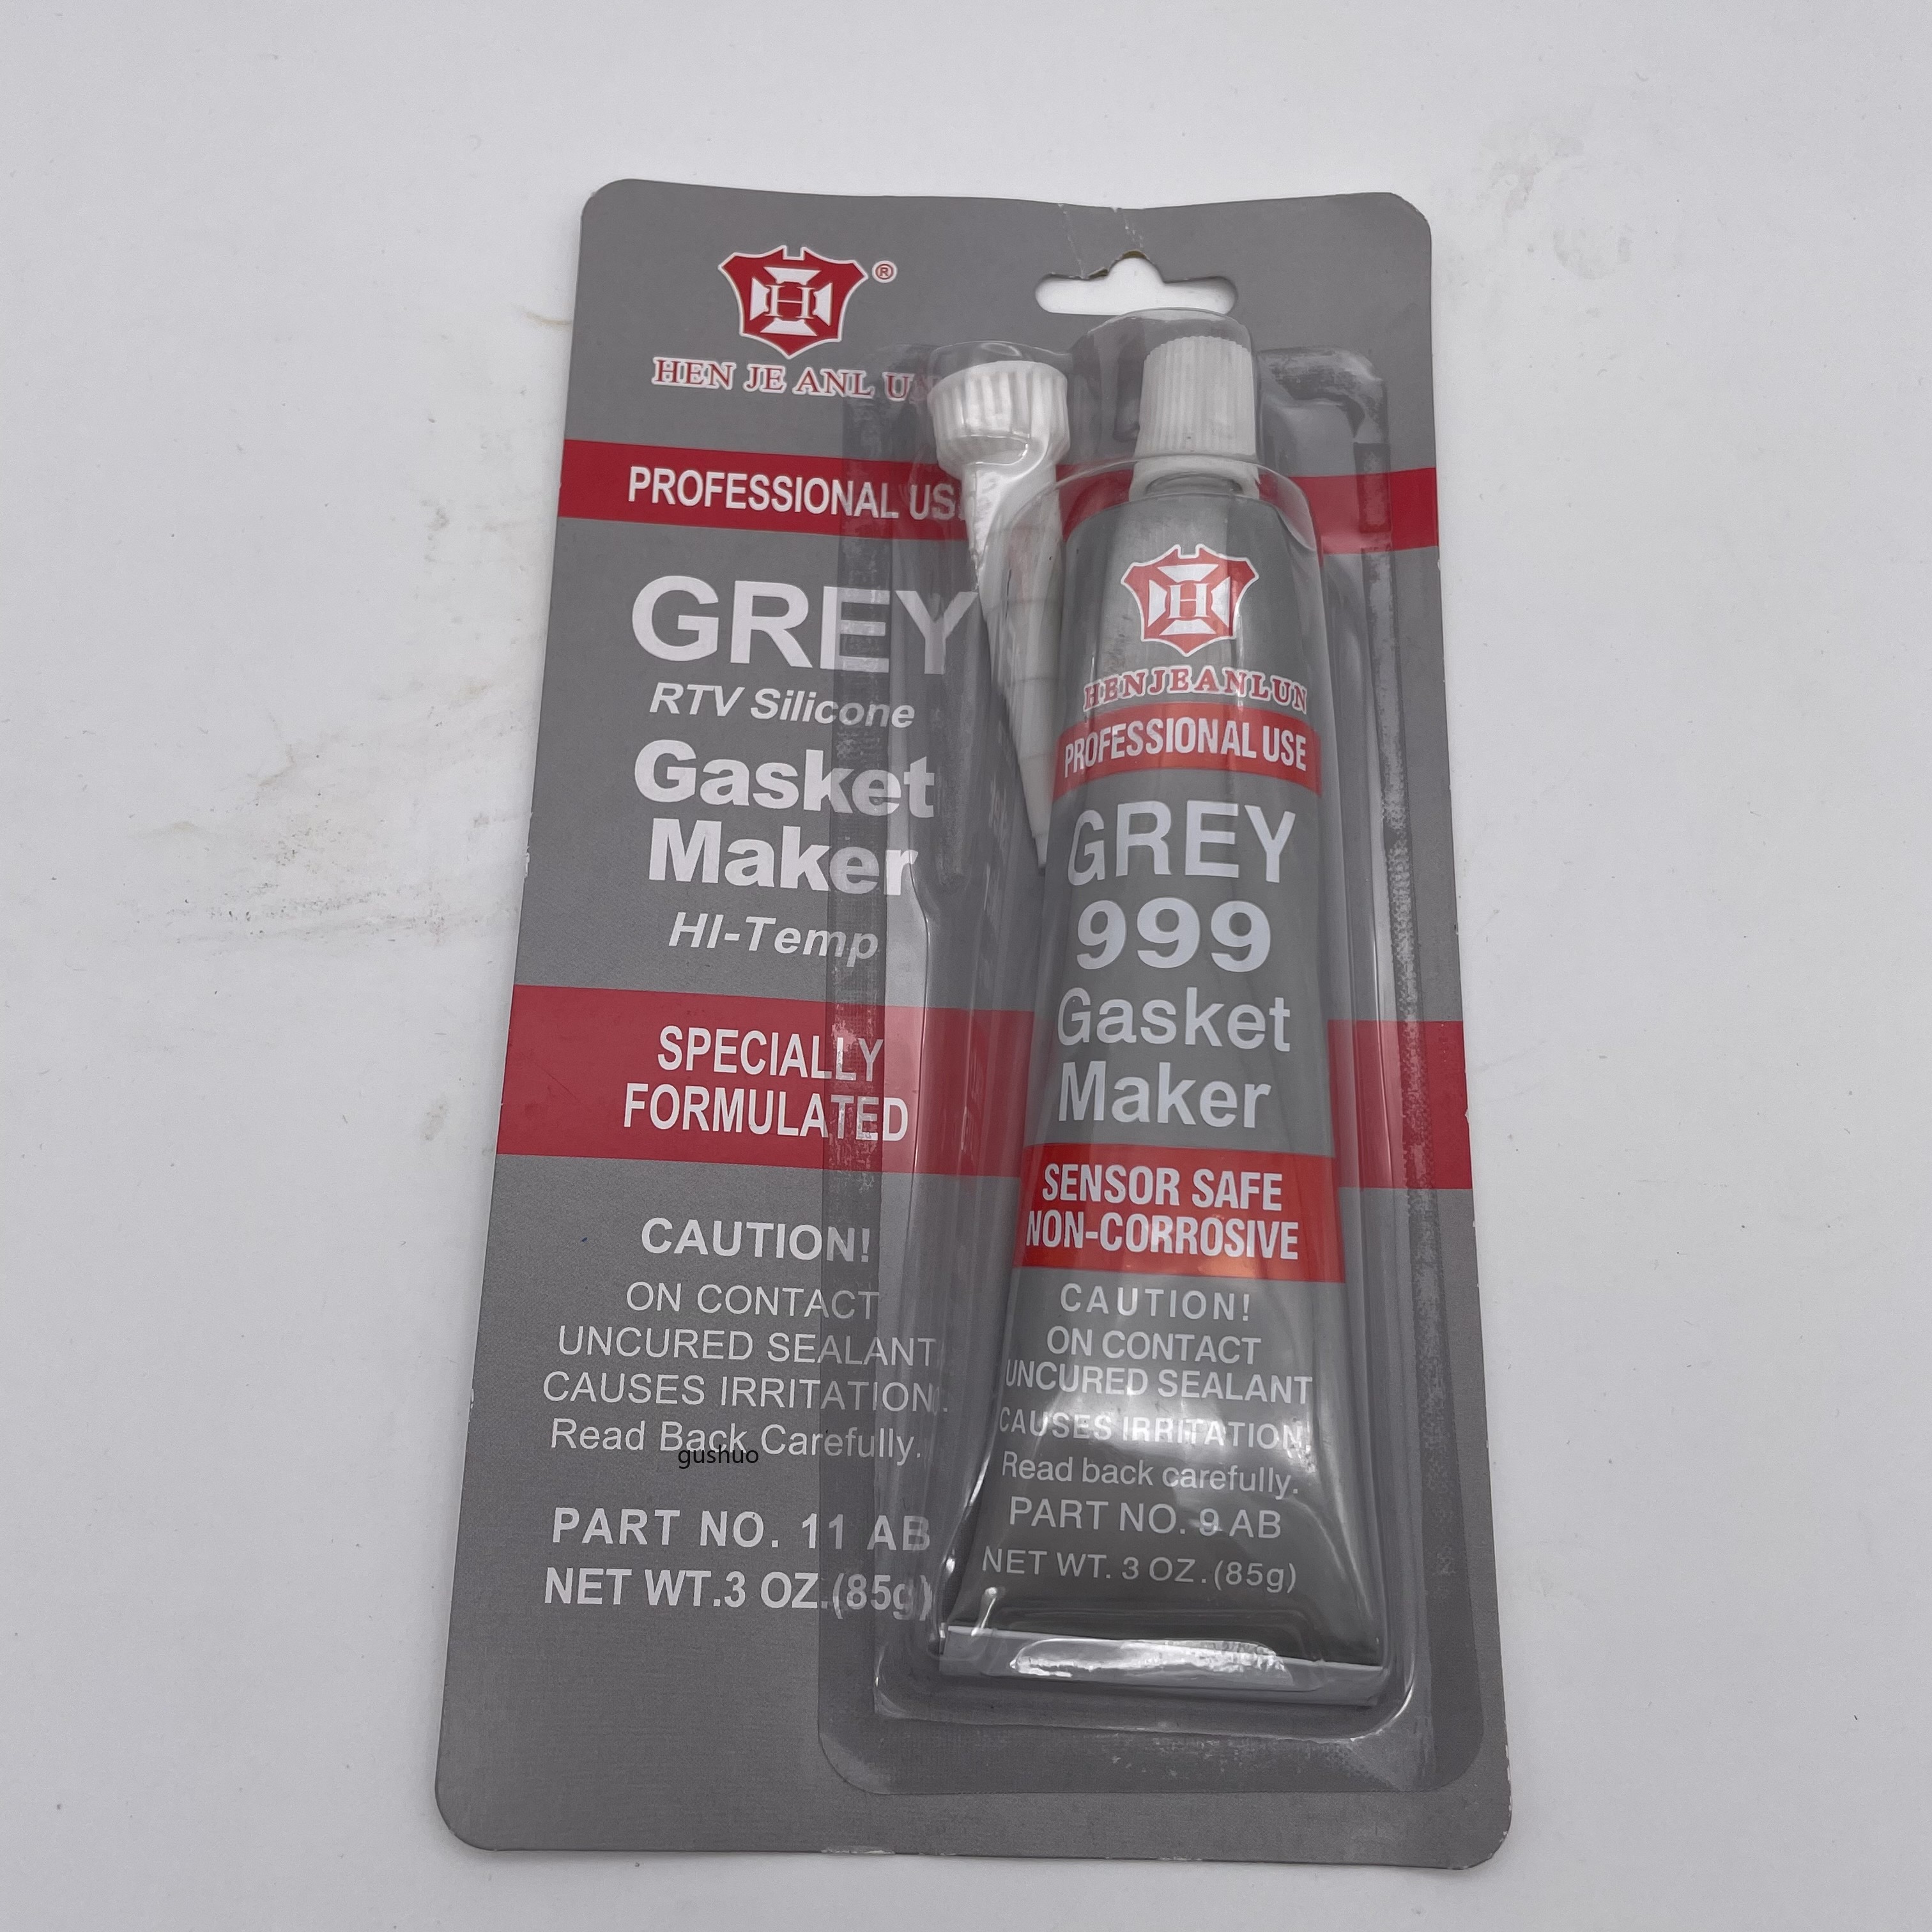 H
®
HEN JE ANL UN
PROFESSIONAL USE
GREY
RTV Silicone
Gasket
Maker
HI-Temp
SPECIALLY
FORMULATED
CAUTION!
ON CONTACT
UNCURED SEALANT
CAUSES IRRITATION.
Read Back Carefully.
gushuo
PART NO. 11 AB
NET WT.3 OZ.(85g)
H
HENJEANLUN
PROFESSIONAL USE
GREY
999
Gasket
Maker
SENSOR SAFE
NON-CORROSIVE
CAUTION!
ON CONTACT
UNCURED SEALANT
CAUSES IRRITATION.
Read back carefully.
PART NO. 9 AB
NET WT. 3 OZ.(85g)